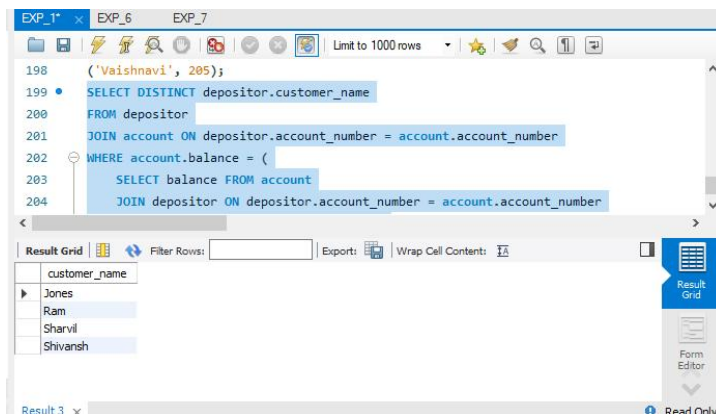 EXP_1* × EXP_6 EXP_7
Limit to 1000 rows
198 ('Vaishnavi', 205);
199 SELECT DISTINCT depositor.customer_name
200 FROM depositor
201 JOIN account ON depositor.account_number = account.account_number
202 WHERE account.balance = (
203 SELECT balance FROM account
204 JOIN depositor ON depositor.account_number = account.account_number
Result Grid Filter Rows: Export: Wrap Cell Content: IA
customer_name
Jones
Ram
Sharvil
Shivansh
Result
Grid
Form
Editor
Result 3 × Read Only